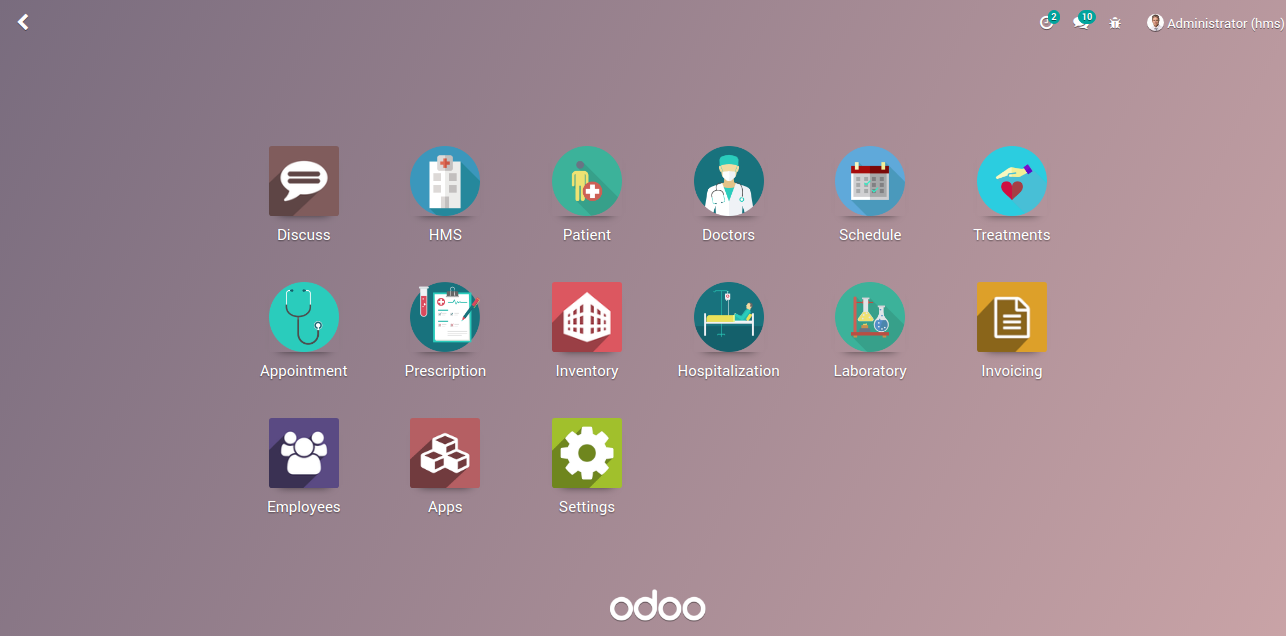 2
10
Administrator (hms)
Discuss
HMS
Patient
Doctors
Schedule
Treatments
Appointment
Prescription
Inventory
Hospitalization
Laboratory
Invoicing
Employees
Apps
Settings
odoo